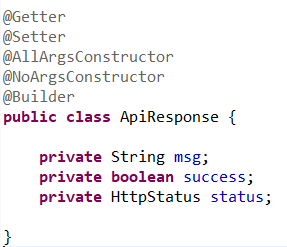 @Getter
@Setter
@AllArgsConstructor
@NoArgsConstructor
@Builder
public class ApiResponse {
private String msg;
private boolean success;
private HttpStatus status;
}